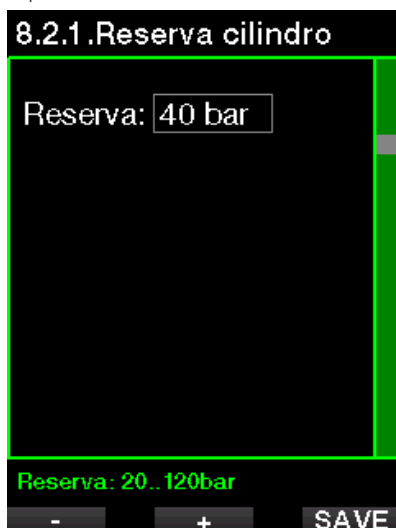 8.2.1.Reserva cilindro
Reserva: 40 bar
Reserva: 20..120bar
- + SAVE